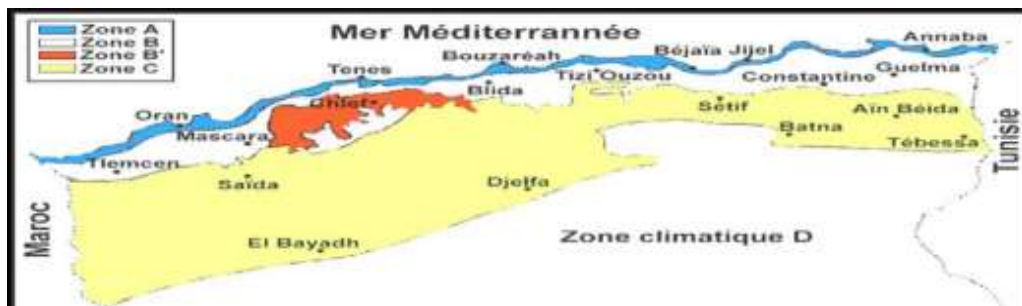 Zone A
Zone B
Zone B'
Zone C
Mer Méditerrannée
Annaba
Bouzaréah
Béjaïa Jijel
Guelma
Tenes
Tizi Ouzou
Constantine
Blida
Chlef
Oran
Sétif
Aïn Béida
Mascara
Batna
Tébessa
Tunisie
Tlemcen
Saïda
Djelfa
Maroc
El Bayadh
Zone climatique D